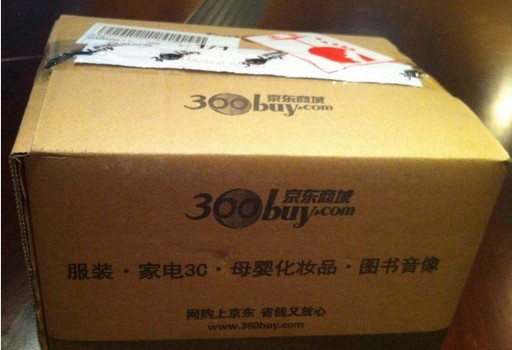 1/1
360buy.com 京东商城
360buy.com 京东商城
服装·家电3C·母婴化妆品·图书音像
网购上京东 省钱又放心
www.360buy.com